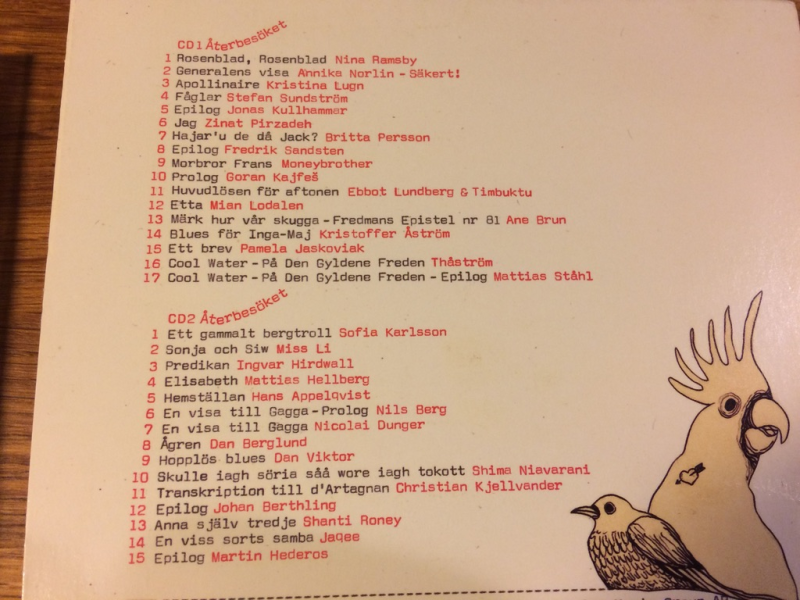 CD1 Återbesöket
1 Rosenblad, Rosenblad Nina Ramsby
2 Generalens visa Annika Norlin - Säkert!
3 Apollinaire Kristina Lugn
4 Fåglar Stefan Sundström
5 Epilog Jonas Kullhammar
6 Jag Zinat Pirzadeh
7 Hajar'u de då Jack? Britta Persson
8 Epilog Fredrik Sandsten
9 Morbror Frans Moneybrother
10 Prolog Goran Kajfeš
11 Huvudlösen för aftonen Ebbot Lundberg & Timbuktu
12 Etta Mian Lodalen
13 Märk hur vår skugga - Fredmans Epistel nr 81 Ane Brun
14 Blues för Inga-Maj Kristoffer Åström
15 Ett brev Pamela Jaskoviak
16 Cool Water - På Den Gyldene Freden Thåström
17 Cool Water - På Den Gyldene Freden - Epilog Mattias Ståhl
CD2 Återbesöket
1 Ett gammalt bergtroll Sofia Karlsson
2 Sonja och Siw Miss Li
3 Predikan Ingvar Hirdwall
4 Elisabeth Mattias Hellberg
5 Hemställan Hans Appelqvist
6 En visa till Gagga - Prolog Nils Berg
7 En visa till Gagga Nicolai Dunger
8 Ågren Dan Berglund
9 Hopplös blues Dan Viktor
10 Skulle iagh söria såå wore iagh tokott Shima Niavarani
11 Transkription till d'Artagnan Christian Kjellvander
12 Epilog Johan Berthling
13 Anna själv tredje Shanti Roney
14 En viss sorts samba Jaqee
15 Epilog Martin Hederos